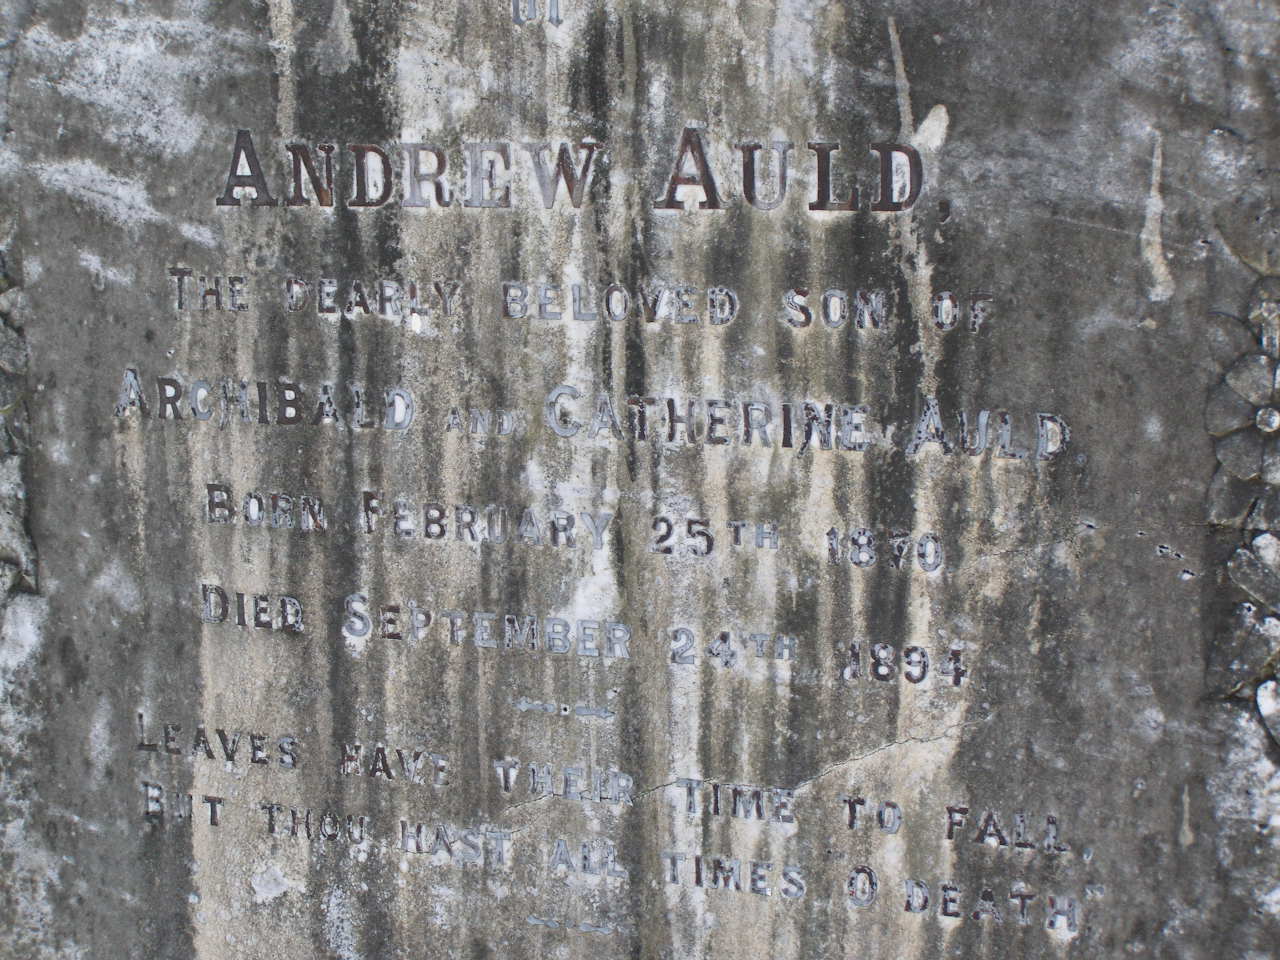 OF
ANDREW AULD,
THE DEARLY BELOVED SON OF
ARCHIBALD AND CATHERINE AULD.
BORN FEBRUARY 25TH 1870
DIED SEPTEMBER 24TH 1894
LEAVES HAVE THEIR TIME TO FALL,
BUT THOU HAST ALL TIMES O DEATH"